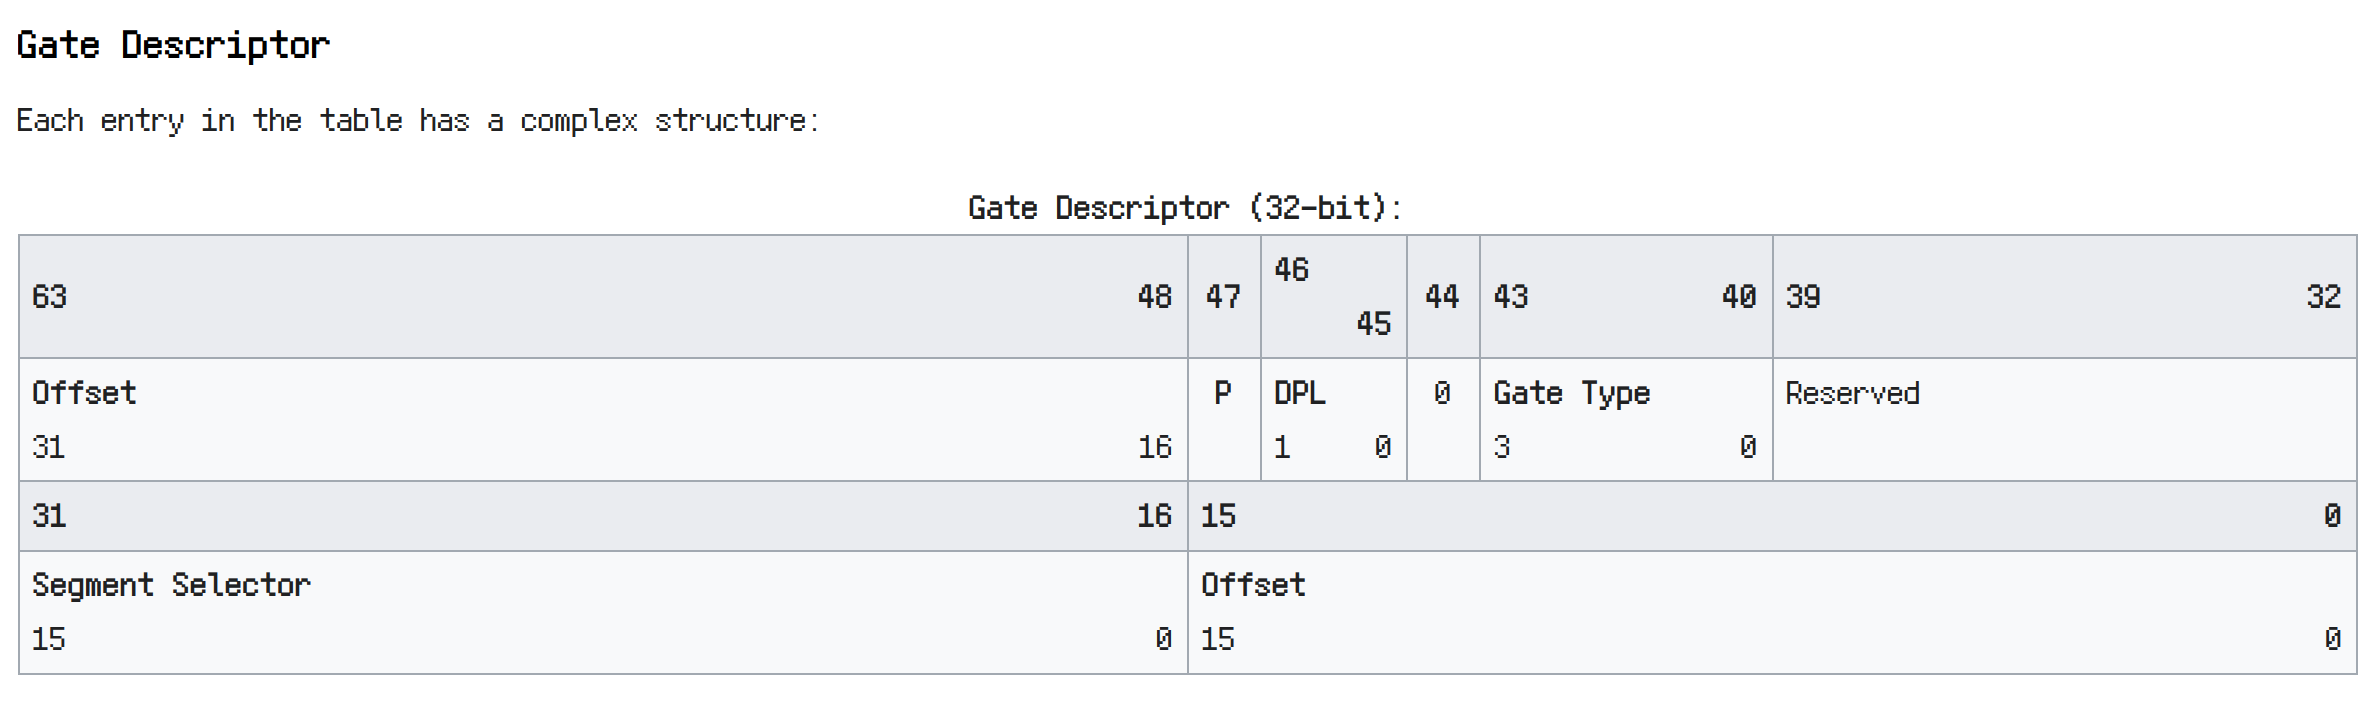 Gate Descriptor
Each entry in the table has a complex structure:
Gate Descriptor (32-bit):
63 48 47 46 45 44 43 40 39 32
Offset P DPL 0 Gate Type Reserved
31 16 1 0 3 0
31 16 15 0
Segment Selector Offset
15 0 15 0